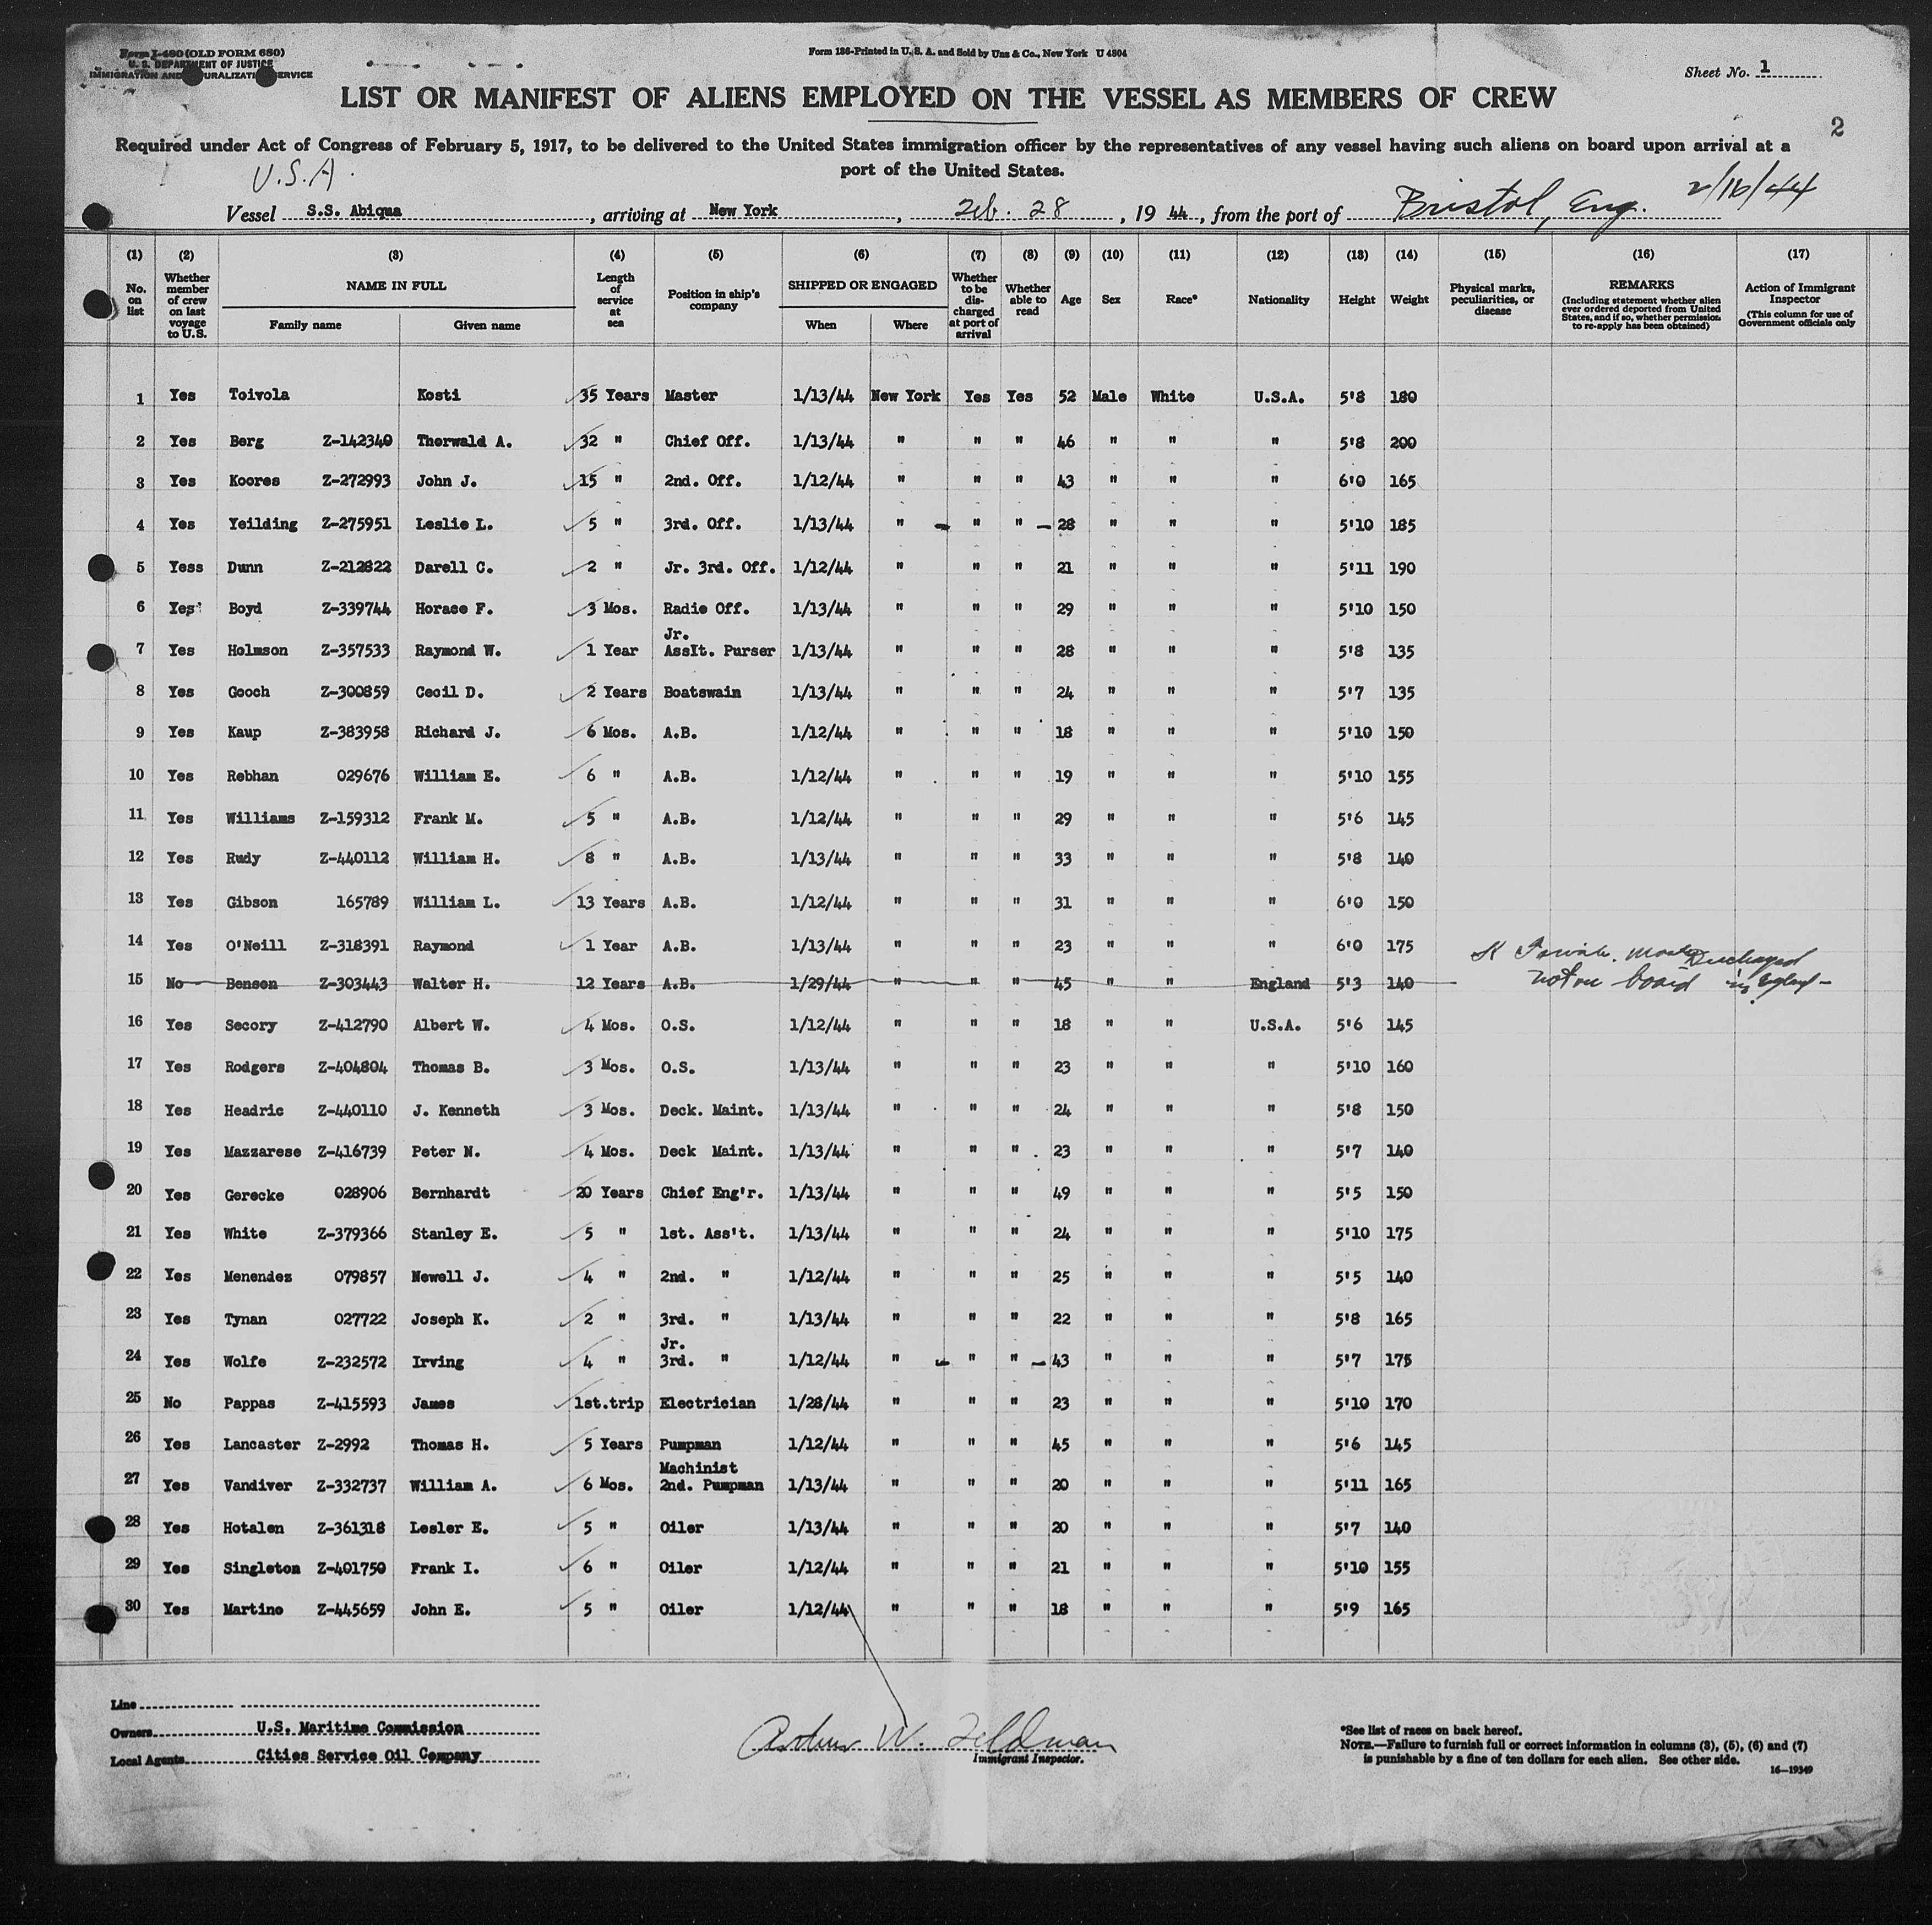 Form I-480 (OLD FORM 680)
U. S. DEPARTMENT OF JUSTICE
IMMIGRATION AND NATURALIZATION SERVICE
Form 186-Printed in U. S. A. and Sold by Unz & Co., New York U 4804
Sheet No. 1
LIST OR MANIFEST OF ALIENS EMPLOYED ON THE VESSEL AS MEMBERS OF CREW
2
Required under Act of Congress of February 5, 1917, to be delivered to the United States immigration officer by the representatives of any vessel having such aliens on board upon arrival at a
port of the United States.
U.S.A.
Vessel S.S. Abiqua, arriving at New York, Feb. 28, 19 44, from the port of Bristol, Eng. 2/16/44
(1) (2) (3) (4) (5) (6) (7) (8) (9) (10) (11) (12) (13) (14) (15) (16) (17)
No. on list Whether member of crew on last voyage to U.S. NAME IN FULL Family name Given name Length of service at sea Position in ship's company SHIPPED OR ENGAGED When Where Whether to be discharged at port of arrival Whether able to read Age Sex Race* Nationality Height Weight Physical marks, peculiarities, or disease REMARKS (Including statement whether alien ever ordered deported from United States, and if so, whether permission to re-apply has been obtained) Action of Immigrant Inspector (This column for use of Government officials only
1 Yes Toivola Kosti 35 Years Master 1/13/44 New York Yes Yes 52 Male White U.S.A. 5'8 180
2 Yes Berg Z-142340 Thorwald A. 32 " Chief Off. 1/13/44 " " " 46 " " " 5'8 200
3 Yes Koores Z-272993 John J. 15 " 2nd. Off. 1/12/44 " " " 43 " " " 6'0 165
4 Yes Yeilding Z-275951 Leslie L. 5 " 3rd. Off. 1/13/44 " " " 28 " " " 5'10 185
5 Yess Dunn Z-212822 Darell C. 2 " Jr. 3rd. Off. 1/12/44 " " " 21 " " " 5'11 190
6 Yes Boyd Z-339744 Horace F. 3 Mos. Radio Off. 1/13/44 " " " 29 " " " 5'10 150
Jr.
7 Yes Holmson Z-357533 Raymond W. 1 Year AssIt. Purser 1/13/44 " " " 28 " " " 5'8 135
8 Yes Gooch Z-300859 Cecil D. 2 Years Boatswain 1/13/44 " " " 24 " " " 5'7 135
9 Yes Kaup Z-383958 Richard J. 6 Mos. A.B. 1/12/44 " " " 18 " " " 5'10 150
10 Yes Rebhan 029676 William E. 6 " A.B. 1/12/44 " " " 19 " " " 5'10 155
11 Yes Williams Z-159312 Frank M. 5 " A.B. 1/12/44 " " " 29 " " " 5'6 145
12 Yes Rudy Z-440112 William H. 8 " A.B. 1/13/44 " " " 33 " " " 5'8 140
13 Yes Gibson 165789 William L. 13 Years A.B. 1/12/44 " " " 31 " " " 6'0 150
14 Yes O'Neill Z-318391 Raymond 1 Year A.B. 1/13/44 " " " 23 " " " 6'0 175
Discharged
15 No Benson Z-303443 Walter H. 12 Years A.B. 1/29/44 " " " 45 " " England 5'3 140 not on board in England
16 Yes Secory Z-412790 Albert W. 4 Mos. O.S. 1/12/44 " " " 18 " " U.S.A. 5'6 145
17 Yes Rodgers Z-404804 Thomas B. 3 Mos. O.S. 1/13/44 " " " 23 " " " 5'10 160
18 Yes Headric Z-440110 J. Kenneth 3 Mos. Deck. Maint. 1/13/44 " " " 24 " " " 5'8 150
19 Yes Mazzarese Z-416739 Peter N. 4 Mos. Deck Maint. 1/13/44 " " " 23 " " " 5'7 140
20 Yes Gerecke 028906 Bernhardt 20 Years Chief Eng'r. 1/13/44 " " " 49 " " " 5'5 150
21 Yes White Z-379366 Stanley E. 5 " 1st. Ass't. 1/13/44 " " " 24 " " " 5'10 175
22 Yes Menendez 079857 Newell J. 4 " 2nd. " 1/12/44 " " " 25 " " " 5'5 140
23 Yes Tynan 027722 Joseph K. 2 " 3rd. " 1/13/44 " " " 22 " " " 5'8 165
Jr.
24 Yes Wolfe Z-232572 Irving 4 " 3rd. " 1/12/44 " " " 43 " " " 5'7 175
25 No Pappas Z-415593 James 1st.trip Electrician 1/28/44 " " " 23 " " " 5'10 170
26 Yes Lancaster Z-2992 Thomas H. 5 Years Pumpman 1/12/44 " " " 45 " " " 5'6 145
Machinist
27 Yes Vandiver Z-332737 William A. 6 Mos. 2nd. Pumpman 1/13/44 " " " 20 " " " 5'11 165
28 Yes Hotalen Z-361318 Lesler E. 5 " Oiler 1/13/44 " " " 20 " " " 5'7 140
29 Yes Singleton Z-401750 Frank I. 6 " Oiler 1/12/44 " " " 21 " " " 5'10 155
30 Yes Martino Z-445659 John E. 5 " Oiler 1/12/44 " " " 18 " " " 5'9 165
Line
Owners U.S. Maritime Commission
Local Agents Cities Service Oil Company
Arthur W. Feldman
Immigrant Inspector.
*See list of races on back hereof.
NOTE.—Failure to furnish full or correct information in columns (3), (5), (6) and (7)
is punishable by a fine of ten dollars for each alien. See other side.
16—19349